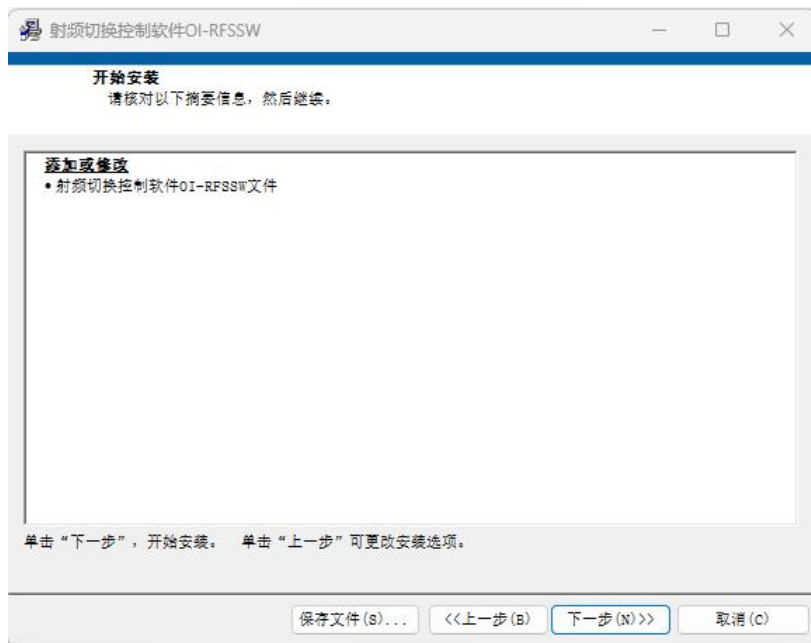 射频切换控制软件OI-RFSSW
开始安装
请核对以下摘要信息，然后继续。
添加或修改
•射频切换控制软件OI-RFSSW文件
单击“下一步”，开始安装。 单击“上一步”可更改安装选项。
保存文件(S)... <<上一步(B) 下一步(N)>> 取消(C)